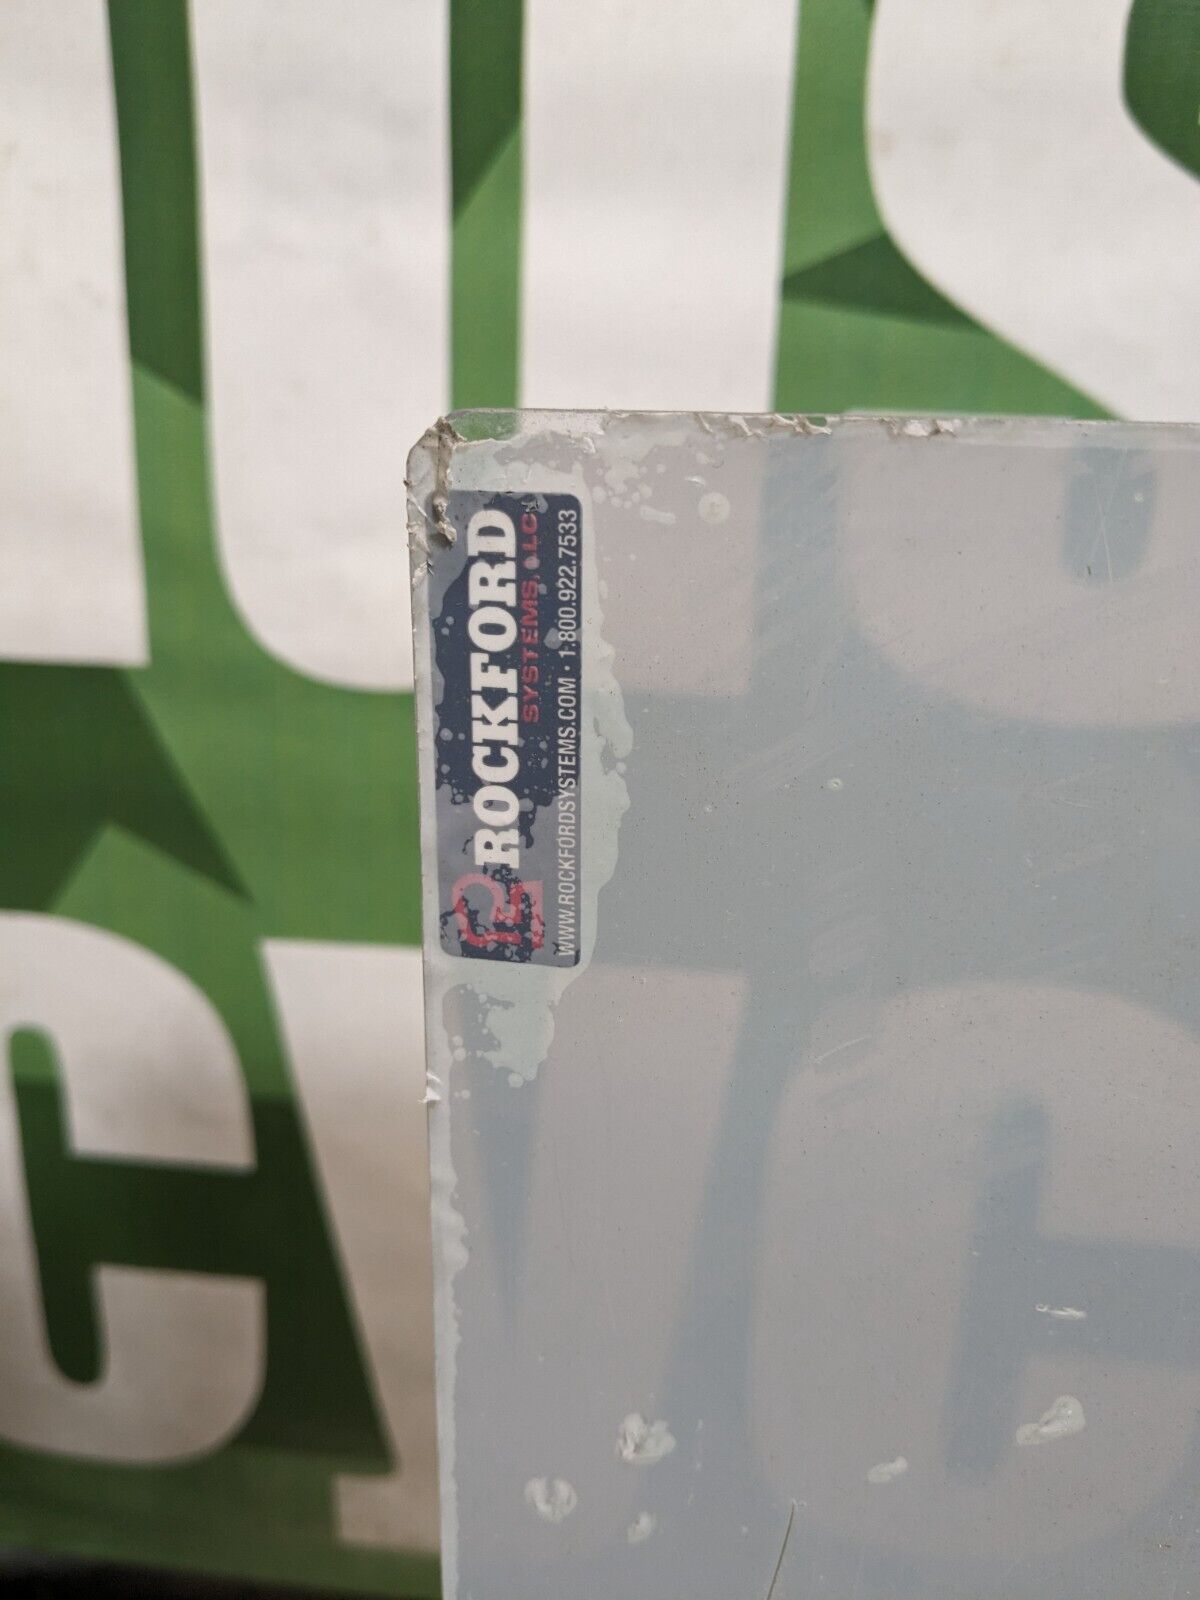 ROCKFORD
SYSTEMS, LLC
WWW.ROCKFORDSYSTEMS.COM · 1.800.922.7533